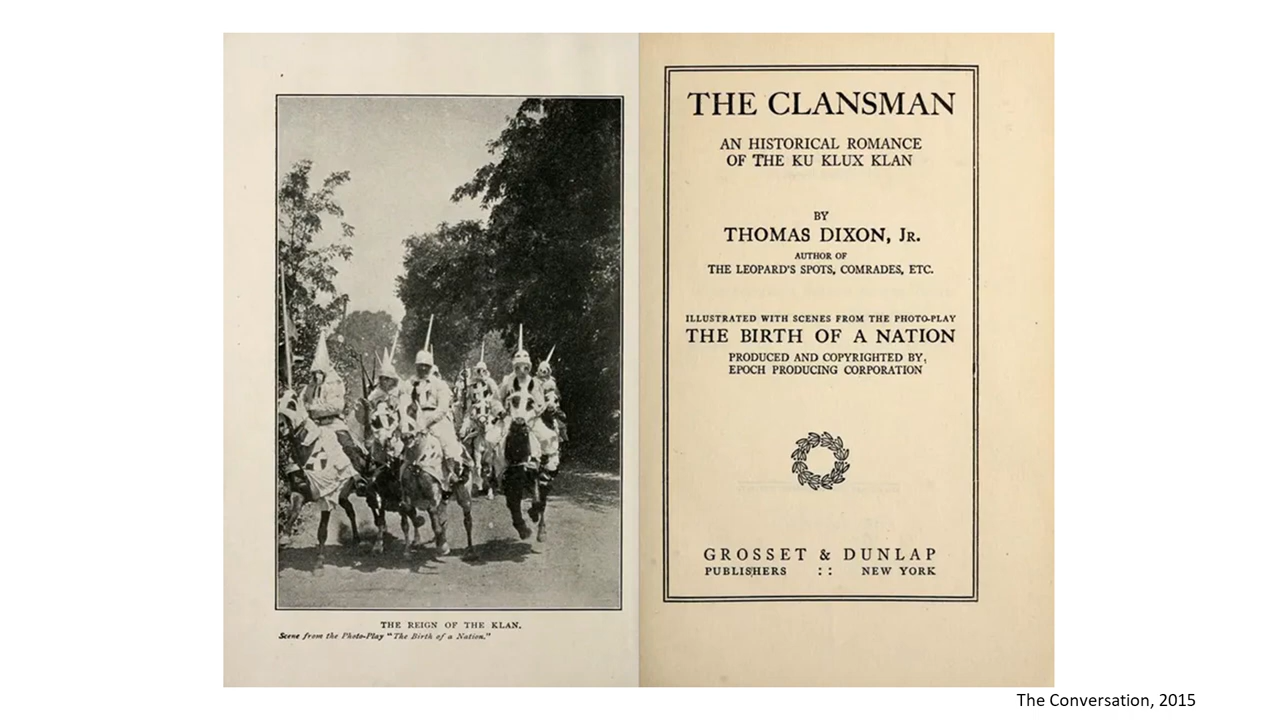 THE REIGN OF THE KLAN.
Scene from the Photo-Play "The Birth of a Nation."
THE CLANSMAN
AN HISTORICAL ROMANCE
OF THE KU KLUX KLAN
BY
THOMAS DIXON, JR.
AUTHOR OF
THE LEOPARD'S SPOTS, COMRADES, ETC.
ILLUSTRATED WITH SCENES FROM THE PHOTO-PLAY
THE BIRTH OF A NATION
PRODUCED AND COPYRIGHTED BY,
EPOCH PRODUCING CORPORATION
GROSSET & DUNLAP
PUBLISHERS :: NEW YORK
The Conversation, 2015